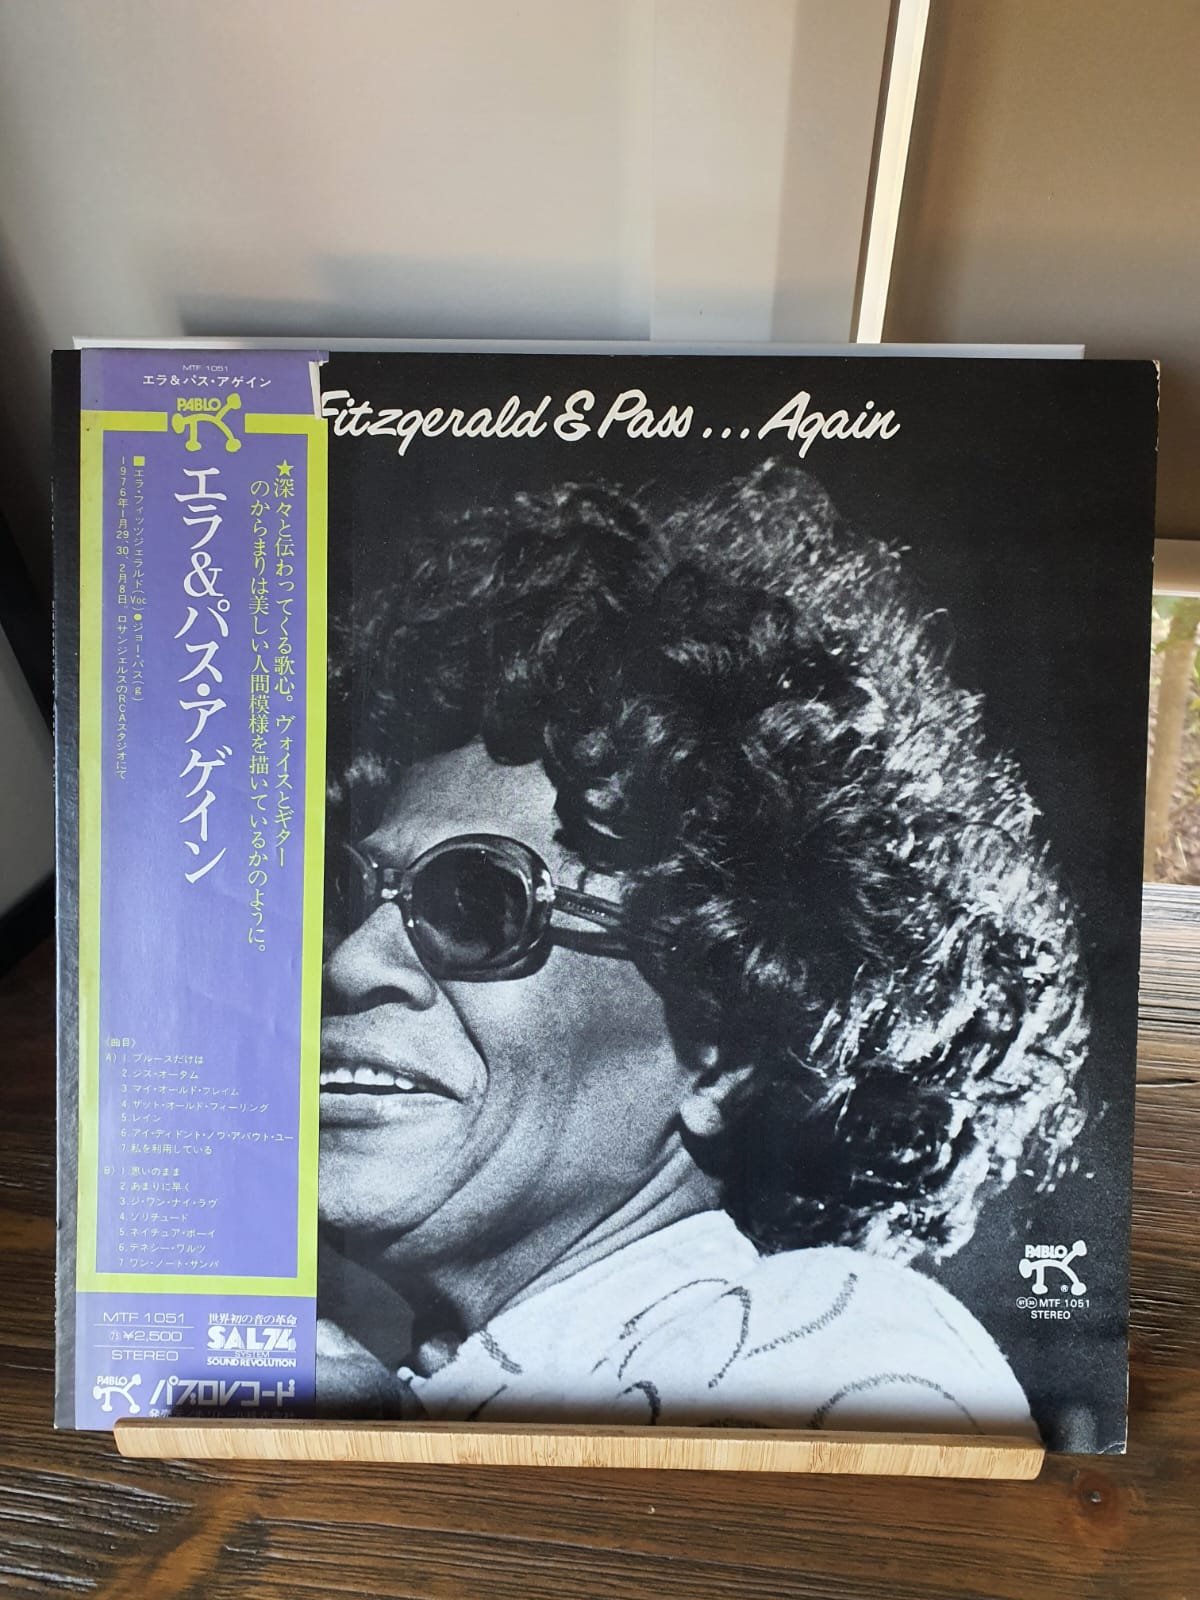 MTF 1051
エラ&パス・アゲイン
PABLO
Fitzgerald & Pass... Again
★深々と伝わってくる歌心。ヴォイスとギター
のからまりは美しい人間模様を描いているかのように。
エラ&パス・アゲイン
■エラ・フィッツジェラルド(Voc)●ジョー・パス(g)
1976年1月29、30、2月8日。ロサンジェルスのRCAスタジオにて
〈曲目〉
A) 1. ブルースだけは
2. ジス・オータム
3. マイ・オールド・フレイム
4. ザット・オールド・フィーリング
5. レイン
6. アイ・ディドント・ノウ・アバウト・ユー
7. 私を利用している
B) 1. 思いのまま
2. あまりに早く
3. ジ・ワン・ナイ・ラヴ
4. ソリチュード
5. ネイチュア・ボーイ
6. テネシー・ワルツ
7. ワン・ノート・サンバ
MTF 1051
¥2,500
STEREO
世界初の音の革命
SAL74
SYSTEM
SOUND REVOLUTION
PABLO
パブロレコード
PABLO
®
MTF 1051
STEREO